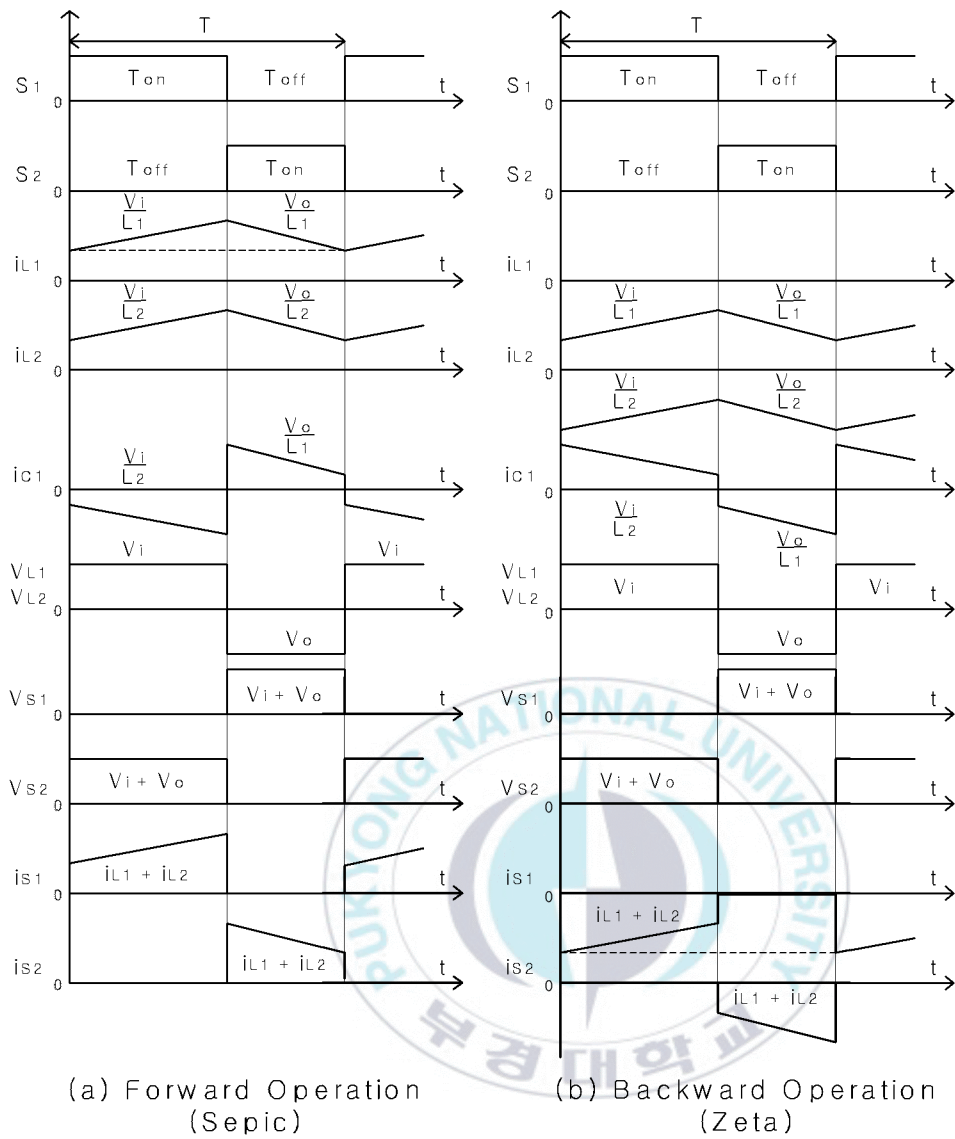 T
S1
0
Ton
Toff
t
S2
0
Toff
Ton
t
Vi
L1
Vo
L1
iL1
0
t
Vi
L2
Vo
L2
iL2
0
t
Vi
L2
Vo
L1
iC1
0
t
Vi
Vi
VL1
VL2
0
Vo
t
VS1
0
Vi + Vo
t
VS2
0
Vi + Vo
t
iS1
0
iL1 + iL2
t
iS2
0
iL1 + iL2
t
(a) Forward Operation
(Sepic)
T
S1
0
Ton
Toff
t
S2
0
Toff
Ton
t
iL1
0
t
Vi
L1
Vo
L1
iL2
0
t
Vi
L2
Vo
L2
iC1
0
t
Vi
L2
Vo
L1
VL1
VL2
0
Vi
Vi
Vo
t
VS1
0
Vi + Vo
t
VS2
0
Vi + Vo
t
iS1
0
t
iL1 + iL2
iS2
0
t
iL1 + iL2
(b) Backward Operation
(Zeta)
PUKYONG NATIONAL UNIVERSITY
부경대학교